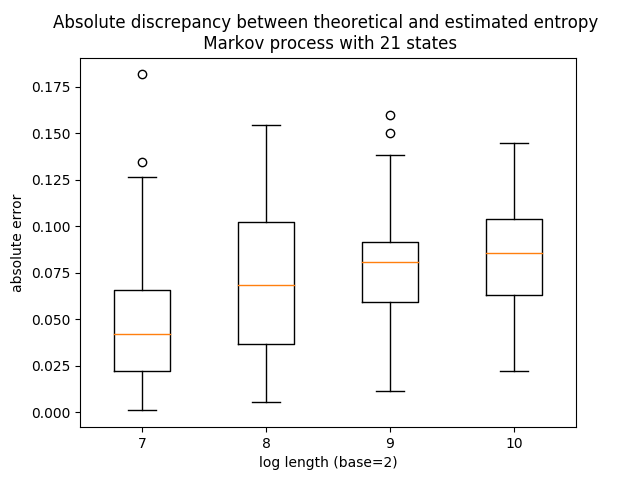 Absolute discrepancy between theoretical and estimated entropy
Markov process with 21 states
0.175
0.150
0.125
0.100
0.075
0.050
0.025
0.000
absolute error
7 8 9 10
log length (base=2)